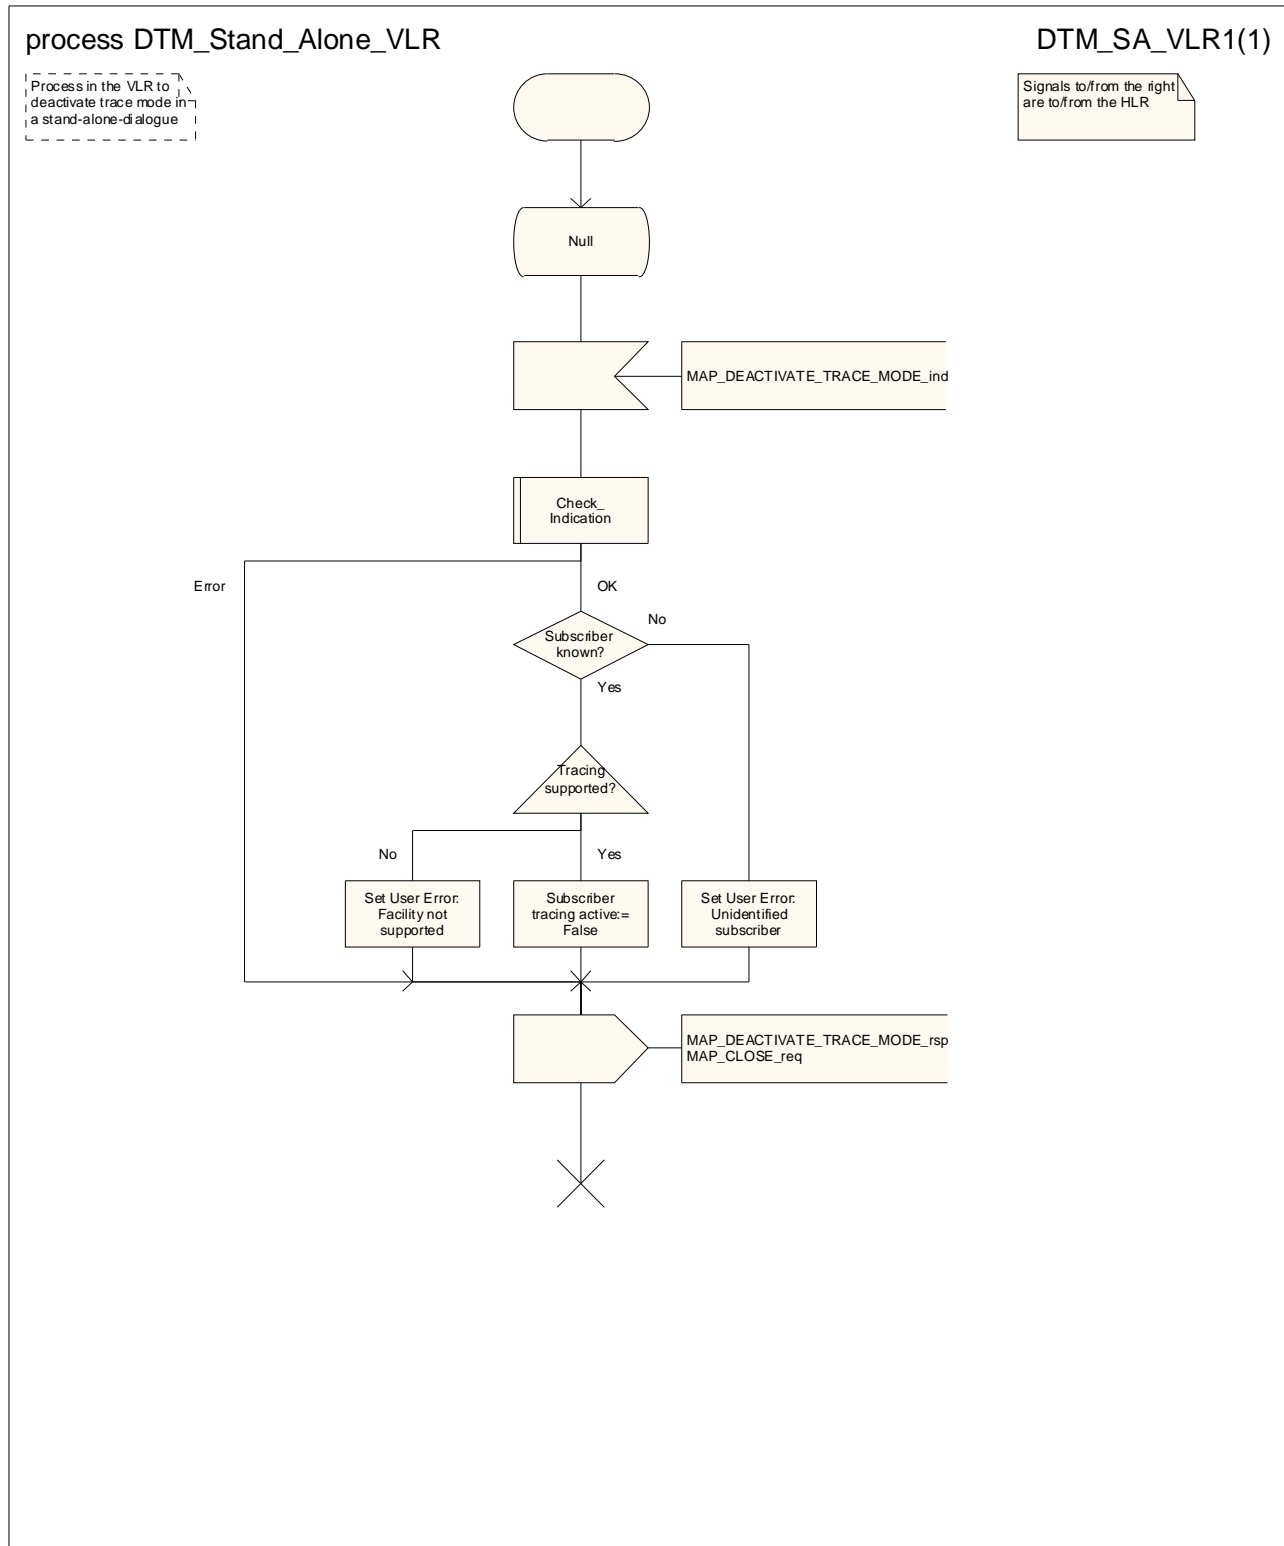 process DTM_Stand_Alone_VLR
DTM_SA_VLR1(1)
Process in the VLR to
deactivate trace mode in
a stand-alone-dialogue
Signals to/from the right
are to/from the HLR
Null
MAP_DEACTIVATE_TRACE_MODE_ind
Check_
Indication
Error
OK
No
Subscriber
known?
Yes
Tracing
supported?
No
Yes
Set User Error:
Facility not
supported
Subscriber
tracing active:=
False
Set User Error:
Unidentified
subscriber
MAP_DEACTIVATE_TRACE_MODE_rsp
MAP_CLOSE_req